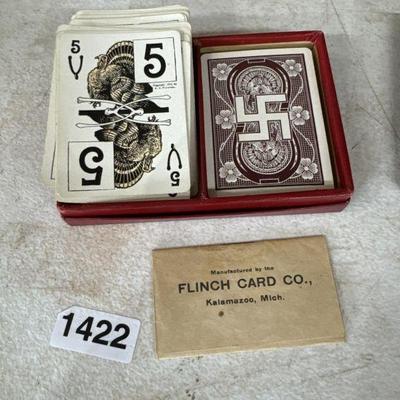 5
5
5
5
Manufactured by the
FLINCH CARD CO.,
Kalamazoo, Mich.
1422